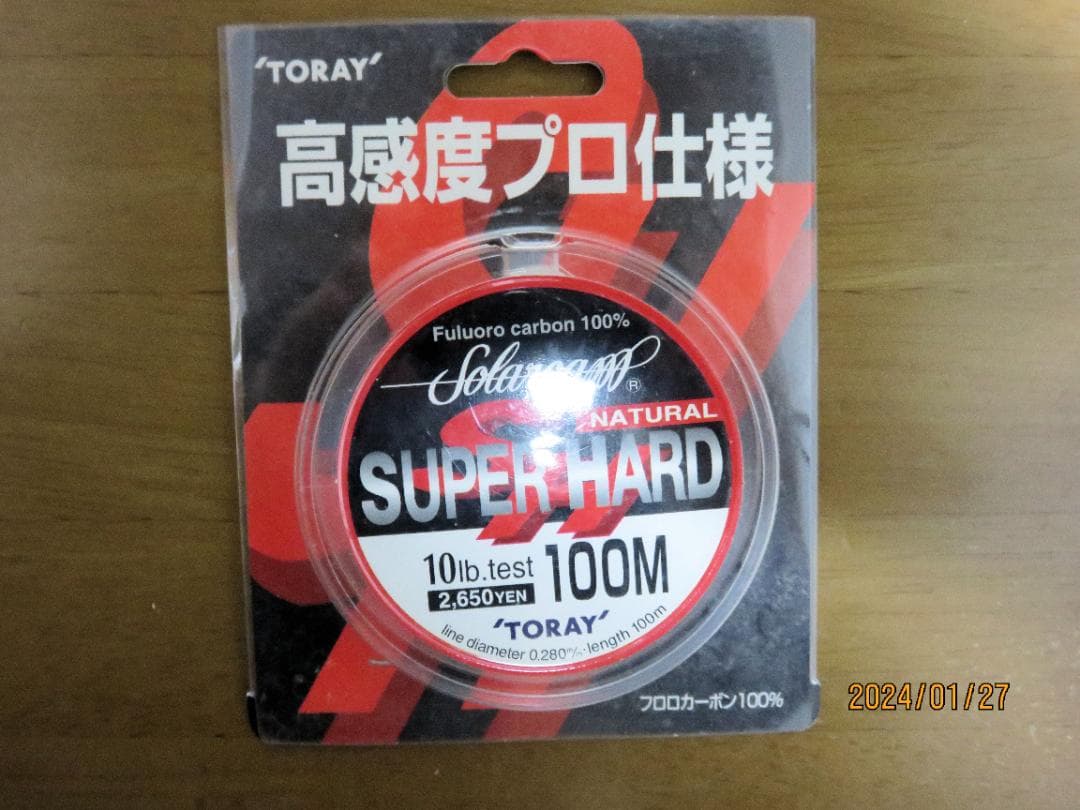 'TORAY'
高感度プロ仕様
Fuluoro carbon 100%
Solaroam®
NATURAL
SUPER HARD
10lb.test 100M
2,650YEN
'TORAY'
line diameter 0.280m/m·length 100m
フロロカーボン100%
2024/01/27